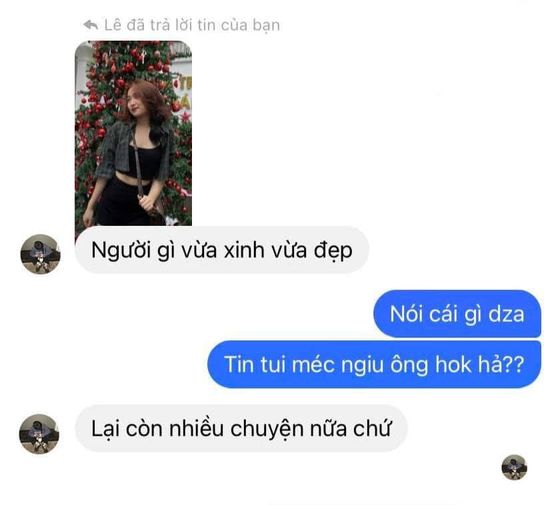 Lê đã trả lời tin của bạn
Người gì vừa xinh vừa đẹp
Nói cái gì dza
Tin tui méc ngiu ông hok hả??
Lại còn nhiều chuyện nữa chứ